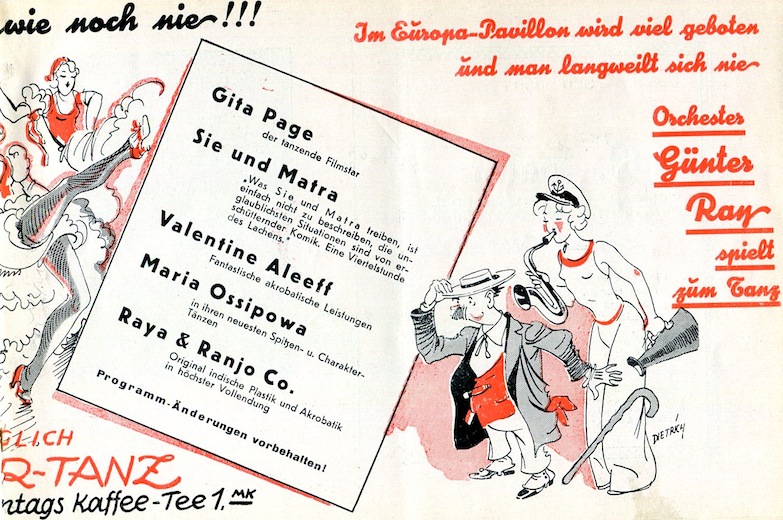 wie noch nie!!!
Im Europa-Pavillon wird viel geboten
und man langweilt sich nie
Orchester
Günter
Ray
spielt
zum Tanz
Gita Page
der tanzende Filmstar
Sie und Matra
„Was Sie und Matra treiben, ist
einfach nicht zu beschreiben, die un-
glaublichsten Situationen sind von er-
schütternder Komik. Eine Viertelstunde
des Lachens."
Valentine Aleeff
Fantastische akrobatische Leistungen
Maria Ossipowa
in ihren neuesten Spitzen- u. Charakter-
Tänzen
Raya & Ranjo Co.
Original indische Plastik und Akrobatik
in höchster Vollendung
Programm-Änderungen vorbehalten!
GLICH
R-TANZ
ntags Kaffee-Tee 1. MK
DIETRICH